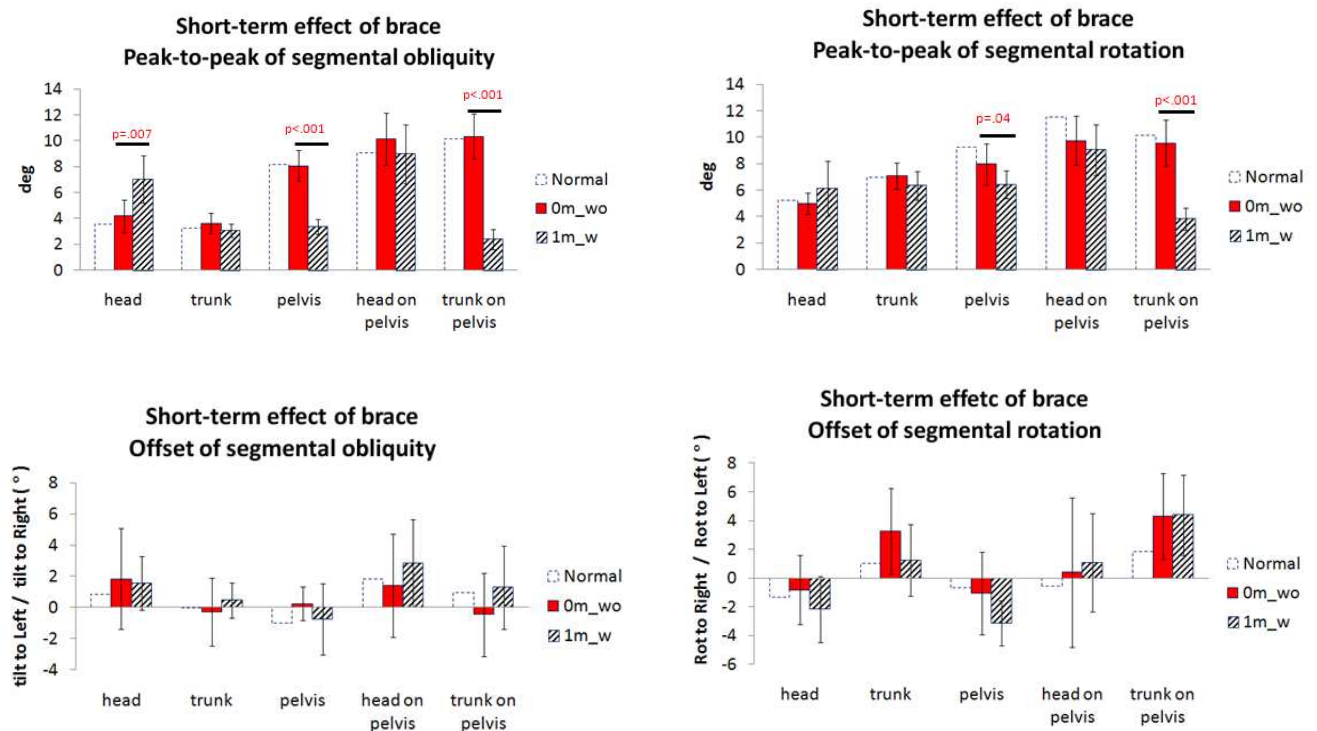 Short-term effect of brace
Peak-to-peak of segmental obliquity
14
12
10
8
6
4
2
0
deg
p=.007
p<.001
p<.001
head
trunk
pelvis
head on
pelvis
trunk on
pelvis
Normal
0m_wo
1m_w
Short-term effect of brace
Peak-to-peak of segmental rotation
14
12
10
8
6
4
2
0
deg
p=.04
p<.001
head
trunk
pelvis
head on
pelvis
trunk on
pelvis
Normal
0m_wo
1m_w
Short-term effect of brace
Offset of segmental obliquity
8
6
4
2
0
-2
-4
tilt to Left / tilt to Right ( ° )
head
trunk
pelvis
head on
pelvis
trunk on
pelvis
Normal
0m_wo
1m_w
Short-term effetc of brace
Offset of segmental rotation
8
6
4
2
0
-2
-4
-6
Rot to Right / Rot to Left ( ° )
head
trunk
pelvis
head on
pelvis
trunk on
pelvis
Normal
0m_wo
1m_w